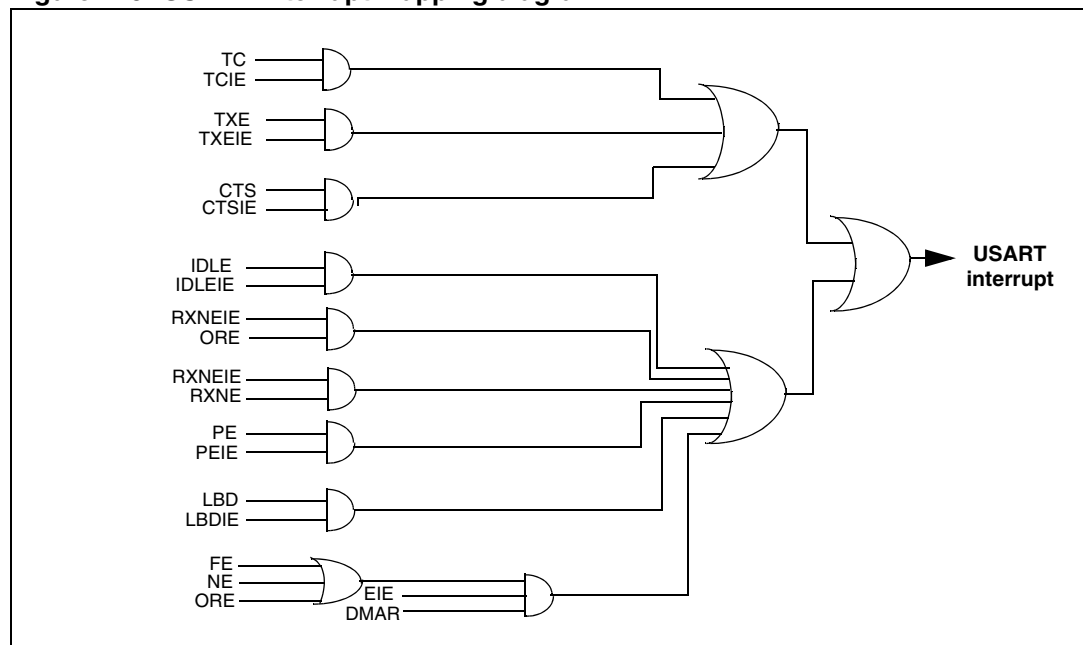 TC
TCIE
TXE
TXEIE
CTS
CTSIE
IDLE
IDLEIE
RXNEIE
ORE
RXNEIE
RXNE
PE
PEIE
LBD
LBDIE
FE
NE
ORE
EIE
DMAR
USART
interrupt